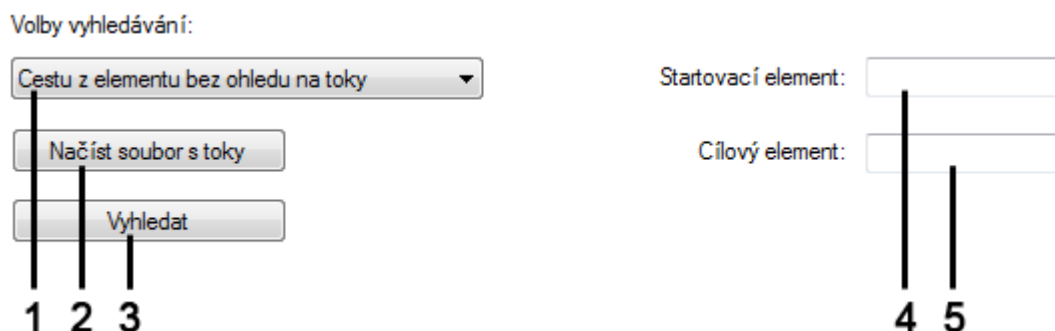 Volby vyhledávání:
Cestu z elementu bez ohledu na toky
Startovací element:
Načíst soubor s toky
Cílový element:
Vyhledat
1 2 3 4 5